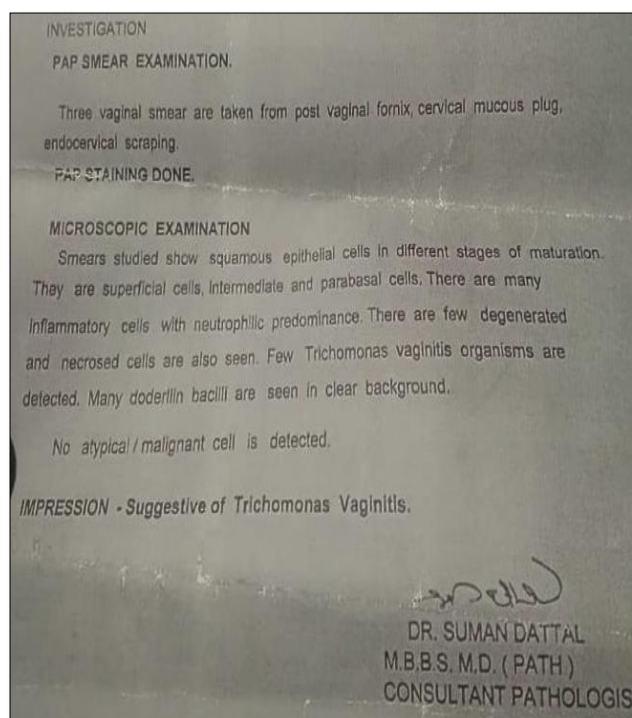 INVESTIGATION
PAP SMEAR EXAMINATION.
Three vaginal smear are taken from post vaginal fornix, cervical mucous plug,
endocervical scraping.
PAP STAINING DONE.
MICROSCOPIC EXAMINATION
Smears studied show squamous epithelial cells in different stages of maturation.
They are superficial cells, Intermediate and parabasal cells. There are many
inflammatory cells with neutrophilic predominance. There are few degenerated
and necrosed cells are also seen. Few Trichomonas vaginitis organisms are
detected. Many doderllin bacilli are seen in clear background.
No atypical / malignant cell is detected.
IMPRESSION - Suggestive of Trichomonas Vaginitis.
DR. SUMAN DATTAL
M.B.B.S. M.D. ( PATH )
CONSULTANT PATHOLOGIS